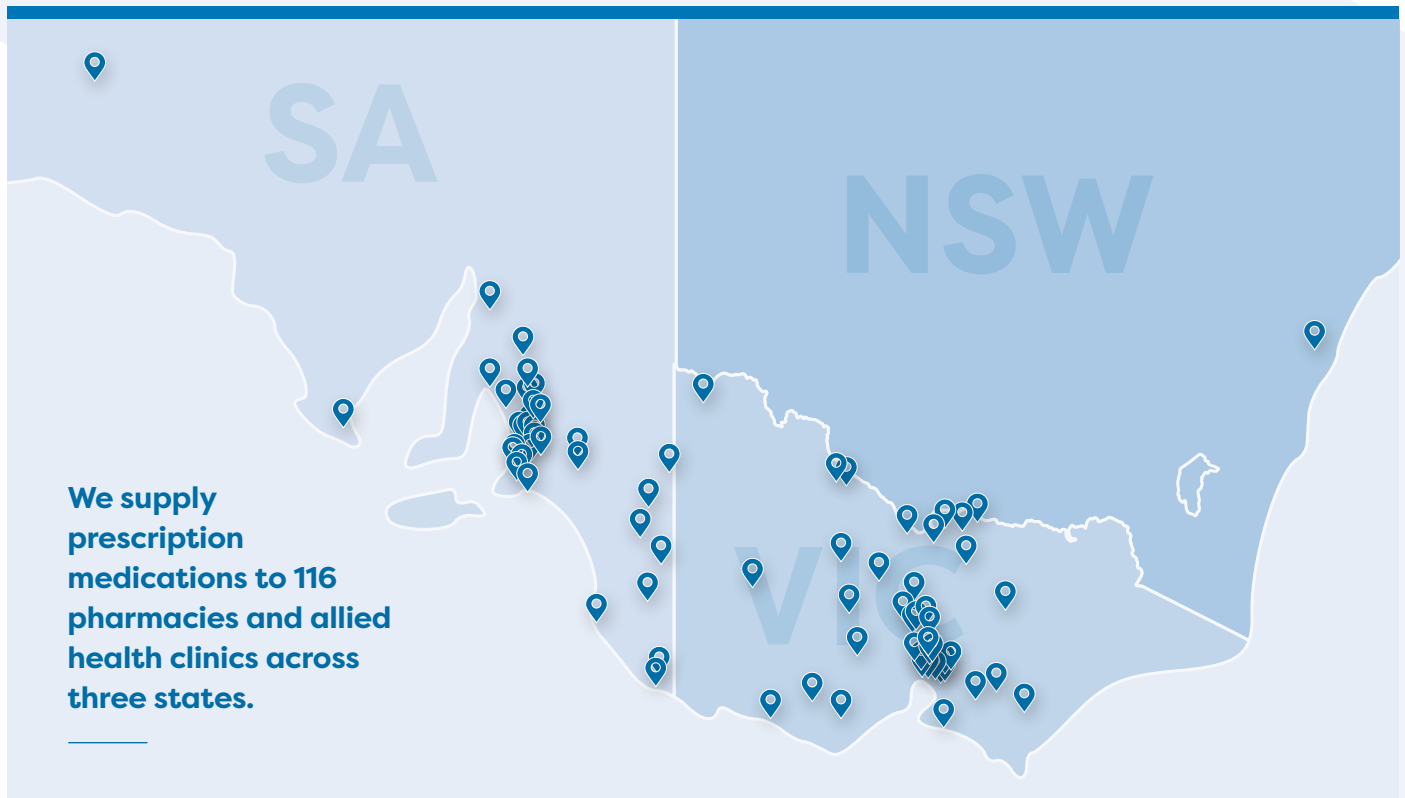 SA
NSW
VIC
We supply
prescription
medications to 116
pharmacies and allied
health clinics across
three states.